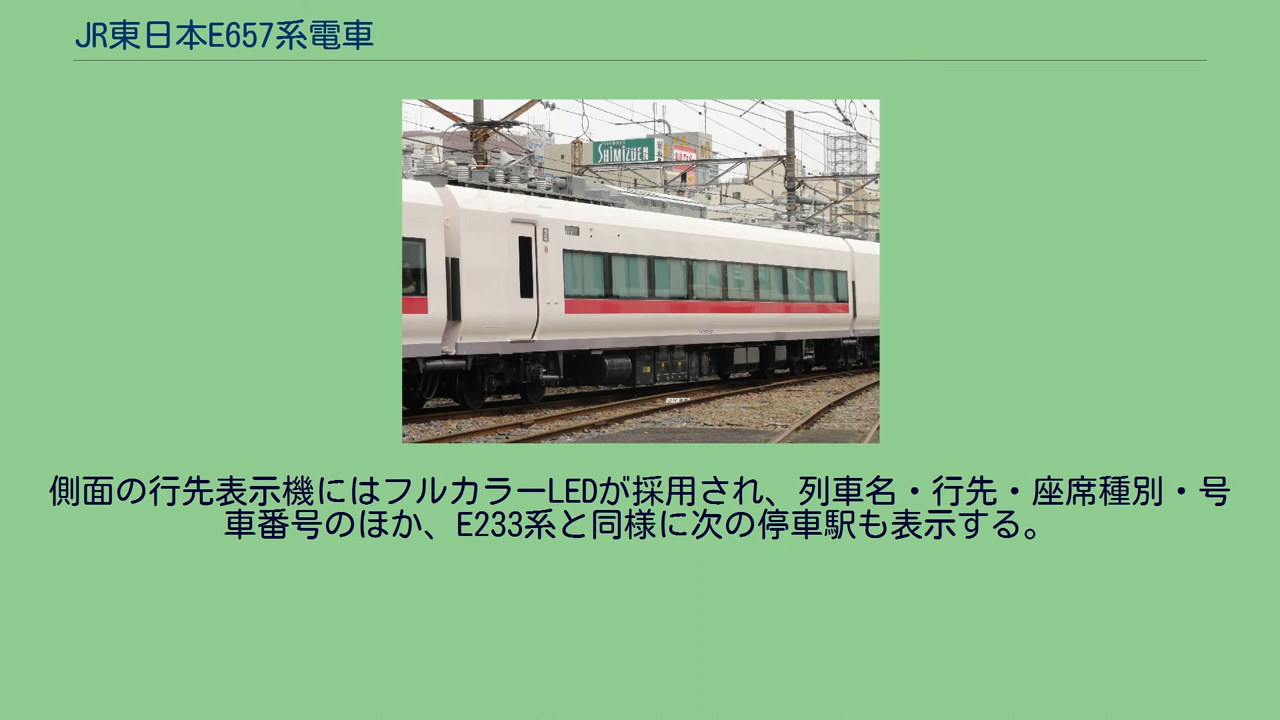 JR東日本E657系電車
SHIMIZUEN
側面の行先表示機にはフルカラーLEDが採用され、列車名・行先・座席種別・号
車番号のほか、E233系と同様に次の停車駅も表示する。